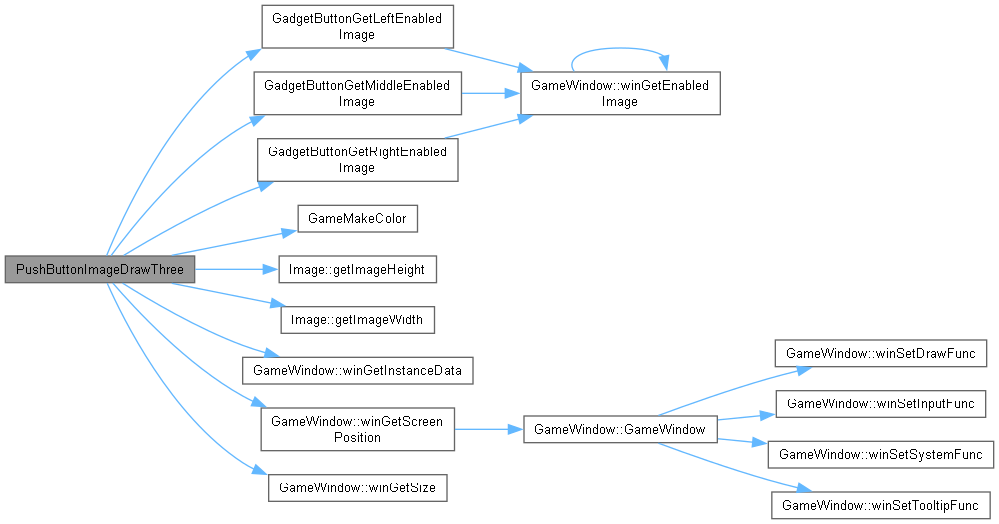 PushButtonImageDrawThree
GadgetButtonGetLeftEnabled
Image
GadgetButtonGetMiddleEnabled
Image
GadgetButtonGetRightEnabled
Image
GameWindow::winGetEnabled
Image
GameMakeColor
Image::getImageHeight
Image::getImageWidth
GameWindow::winGetInstanceData
GameWindow::winGetScreen
Position
GameWindow::winGetSize
GameWindow::GameWindow
GameWindow::winSetDrawFunc
GameWindow::winSetInputFunc
GameWindow::winSetSystemFunc
GameWindow::winSetTooltipFunc